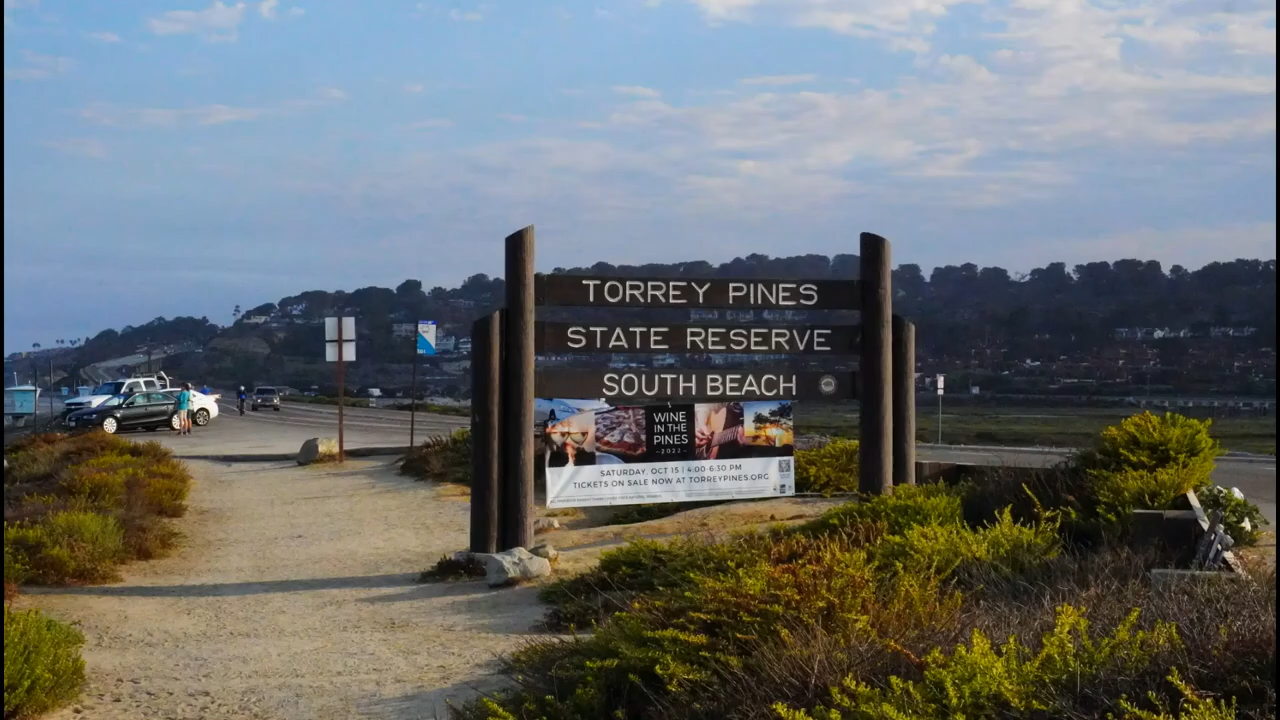 TORREY PINES
STATE RESERVE
SOUTH BEACH
WINE
IN THE
PINES
-2022-
SATURDAY, OCT 15 | 4:00-6:30 PM
TICKETS ON SALE NOW AT TORREYPINES.ORG